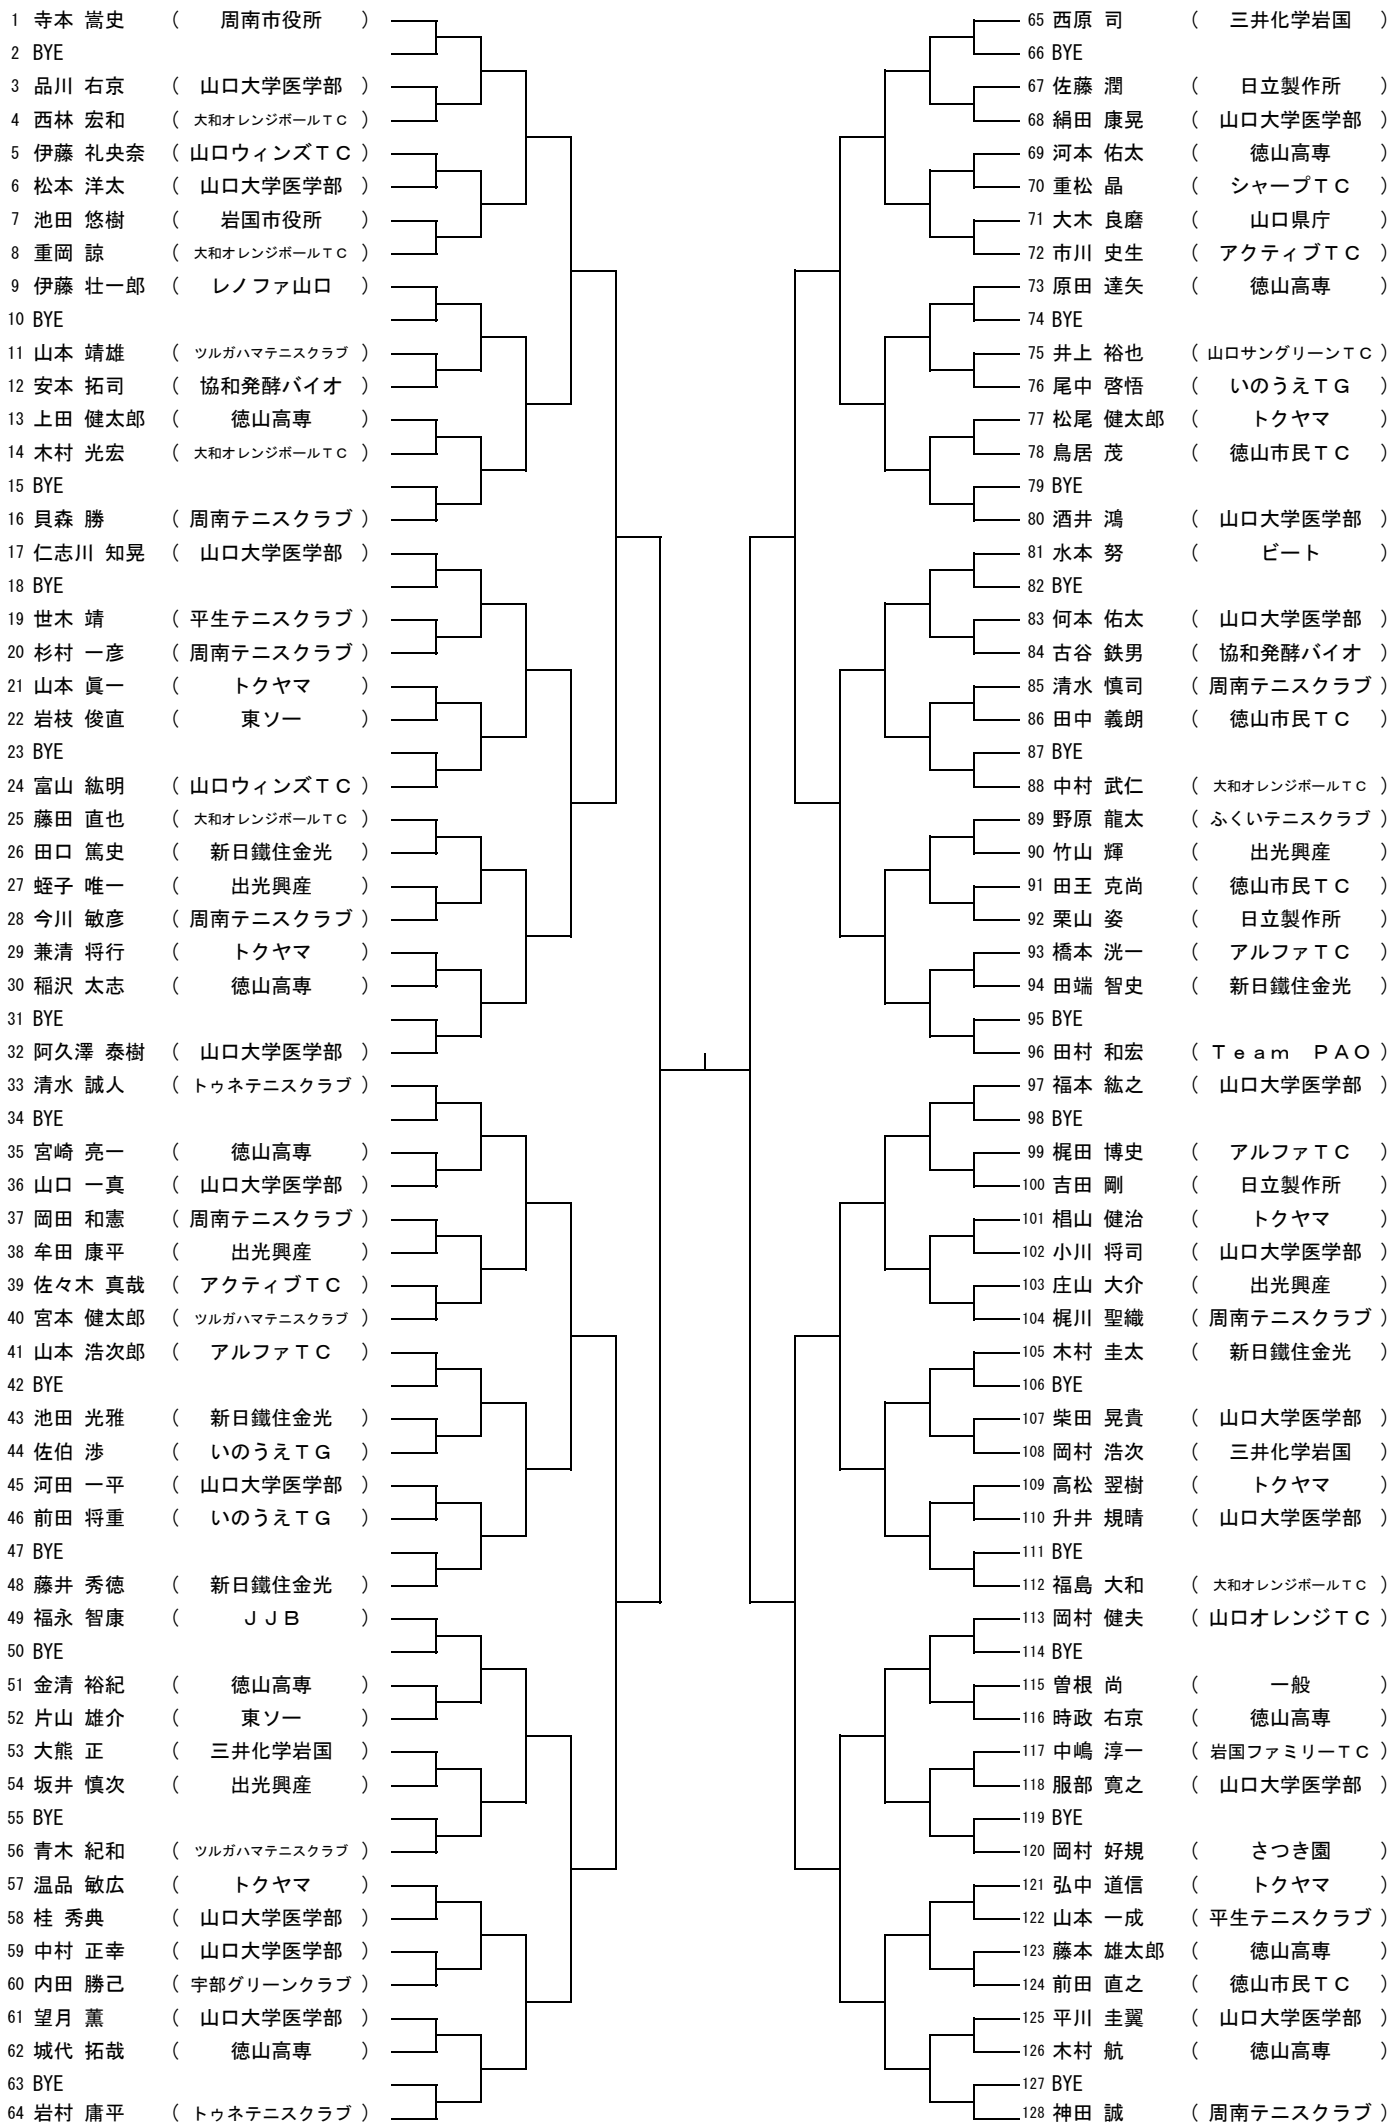 1 寺本 嵩史 ( 周南市役所 )
2 BYE
3 品川 右京 ( 山口大学医学部 )
4 西林 宏和 ( 大和オレンジボールＴＣ )
5 伊藤 礼央奈 ( 山口ウィンズＴＣ )
6 松本 洋太 ( 山口大学医学部 )
7 池田 悠樹 ( 岩国市役所 )
8 重岡 諒 ( 大和オレンジボールＴＣ )
9 伊藤 壮一郎 ( レノファ山口 )
10 BYE
11 山本 靖雄 ( ツルガハマテニスクラブ )
12 安本 拓司 ( 協和発酵バイオ )
13 上田 健太郎 ( 徳山高専 )
14 木村 光宏 ( 大和オレンジボールＴＣ )
15 BYE
16 貝森 勝 ( 周南テニスクラブ )
17 仁志川 知晃 ( 山口大学医学部 )
18 BYE
19 世木 靖 ( 平生テニスクラブ )
20 杉村 一彦 ( 周南テニスクラブ )
21 山本 眞一 ( トクヤマ )
22 岩枝 俊直 ( 東ソー )
23 BYE
24 富山 紘明 ( 山口ウィンズＴＣ )
25 藤田 直也 ( 大和オレンジボールＴＣ )
26 田口 篤史 ( 新日鐵住金光 )
27 蛭子 唯一 ( 出光興産 )
28 今川 敏彦 ( 周南テニスクラブ )
29 兼清 将行 ( トクヤマ )
30 稲沢 太志 ( 徳山高専 )
31 BYE
32 阿久澤 泰樹 ( 山口大学医学部 )
33 清水 誠人 ( トゥネテニスクラブ )
34 BYE
35 宮崎 亮一 ( 徳山高専 )
36 山口 一真 ( 山口大学医学部 )
37 岡田 和憲 ( 周南テニスクラブ )
38 牟田 康平 ( 出光興産 )
39 佐々木 真哉 ( アクティブＴＣ )
40 宮本 健太郎 ( ツルガハマテニスクラブ )
41 山本 浩次郎 ( アルファＴＣ )
42 BYE
43 池田 光雅 ( 新日鐵住金光 )
44 佐伯 渉 ( いのうえＴＧ )
45 河田 一平 ( 山口大学医学部 )
46 前田 将重 ( いのうえＴＧ )
47 BYE
48 藤井 秀徳 ( 新日鐵住金光 )
49 福永 智康 ( ＪＪＢ )
50 BYE
51 金清 裕紀 ( 徳山高専 )
52 片山 雄介 ( 東ソー )
53 大熊 正 ( 三井化学岩国 )
54 坂井 慎次 ( 出光興産 )
55 BYE
56 青木 紀和 ( ツルガハマテニスクラブ )
57 温品 敏広 ( トクヤマ )
58 桂 秀典 ( 山口大学医学部 )
59 中村 正幸 ( 山口大学医学部 )
60 内田 勝己 ( 宇部グリーンクラブ )
61 望月 薫 ( 山口大学医学部 )
62 城代 拓哉 ( 徳山高専 )
63 BYE
64 岩村 庸平 ( トゥネテニスクラブ )
65 西原 司 ( 三井化学岩国 )
66 BYE
67 佐藤 潤 ( 日立製作所 )
68 絹田 康晃 ( 山口大学医学部 )
69 河本 佑太 ( 徳山高専 )
70 重松 晶 ( シャープＴＣ )
71 大木 良磨 ( 山口県庁 )
72 市川 史生 ( アクティブＴＣ )
73 原田 達矢 ( 徳山高専 )
74 BYE
75 井上 裕也 ( 山口サングリーンＴＣ )
76 尾中 啓悟 ( いのうえＴＧ )
77 松尾 健太郎 ( トクヤマ )
78 鳥居 茂 ( 徳山市民ＴＣ )
79 BYE
80 酒井 鴻 ( 山口大学医学部 )
81 水本 努 ( ビート )
82 BYE
83 何本 佑太 ( 山口大学医学部 )
84 古谷 鉄男 ( 協和発酵バイオ )
85 清水 慎司 ( 周南テニスクラブ )
86 田中 義朗 ( 徳山市民ＴＣ )
87 BYE
88 中村 武仁 ( 大和オレンジボールＴＣ )
89 野原 龍太 ( ふくいテニスクラブ )
90 竹山 輝 ( 出光興産 )
91 田王 克尚 ( 徳山市民ＴＣ )
92 栗山 姿 ( 日立製作所 )
93 橋本 洸一 ( アルファＴＣ )
94 田端 智史 ( 新日鐵住金光 )
95 BYE
96 田村 和宏 ( Ｔｅａｍ　ＰＡＯ )
97 福本 紘之 ( 山口大学医学部 )
98 BYE
99 梶田 博史 ( アルファＴＣ )
100 吉田 剛 ( 日立製作所 )
101 椙山 健治 ( トクヤマ )
102 小川 将司 ( 山口大学医学部 )
103 庄山 大介 ( 出光興産 )
104 梶川 聖織 ( 周南テニスクラブ )
105 木村 圭太 ( 新日鐵住金光 )
106 BYE
107 柴田 晃貴 ( 山口大学医学部 )
108 岡村 浩次 ( 三井化学岩国 )
109 高松 翌樹 ( トクヤマ )
110 升井 規晴 ( 山口大学医学部 )
111 BYE
112 福島 大和 ( 大和オレンジボールＴＣ )
113 岡村 健夫 ( 山口オレンジＴＣ )
114 BYE
115 曽根 尚 ( 一般 )
116 時政 右京 ( 徳山高専 )
117 中嶋 淳一 ( 岩国ファミリーＴＣ )
118 服部 寛之 ( 山口大学医学部 )
119 BYE
120 岡村 好規 ( さつき園 )
121 弘中 道信 ( トクヤマ )
122 山本 一成 ( 平生テニスクラブ )
123 藤本 雄太郎 ( 徳山高専 )
124 前田 直之 ( 徳山市民ＴＣ )
125 平川 圭翼 ( 山口大学医学部 )
126 木村 航 ( 徳山高専 )
127 BYE
128 神田 誠 ( 周南テニスクラブ )